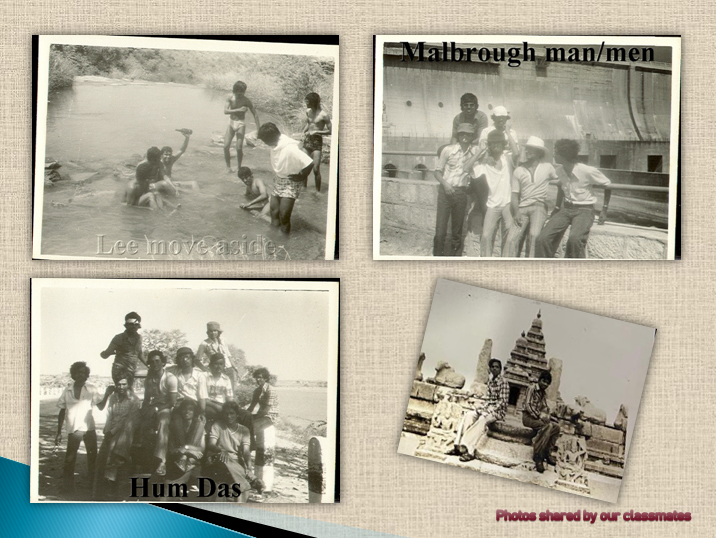 Malbrough man/men
Lee move aside
Hum Das
Photos shared by our classmates